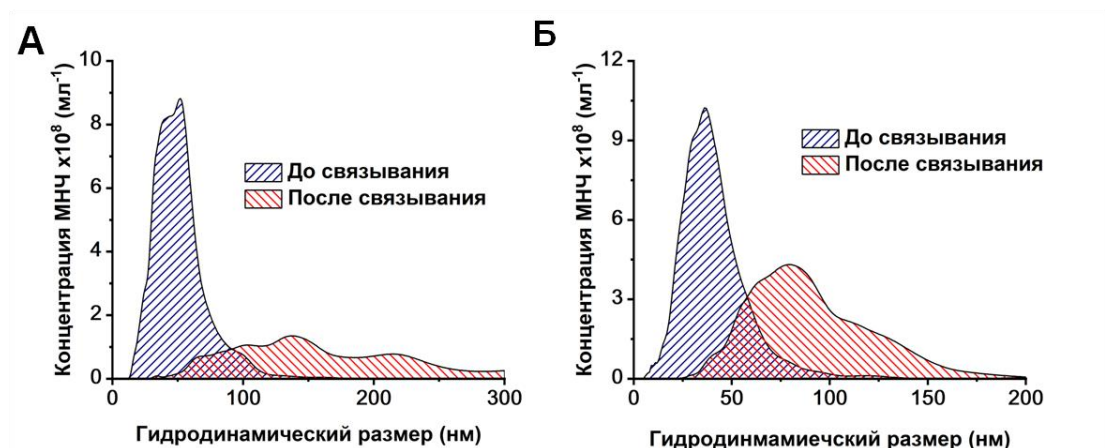 А
Концентрация МНЧ x10⁸ (мл⁻¹)
10
8
6
4
2
0
До связывания
После связывания
0 100 200 300
Гидродинамический размер (нм)
Б
Концентрация МНЧ x10⁸ (мл⁻¹)
12
9
6
3
0
До связывания
После связывания
0 50 100 150 200
Гидродинмамиечский размер (нм)